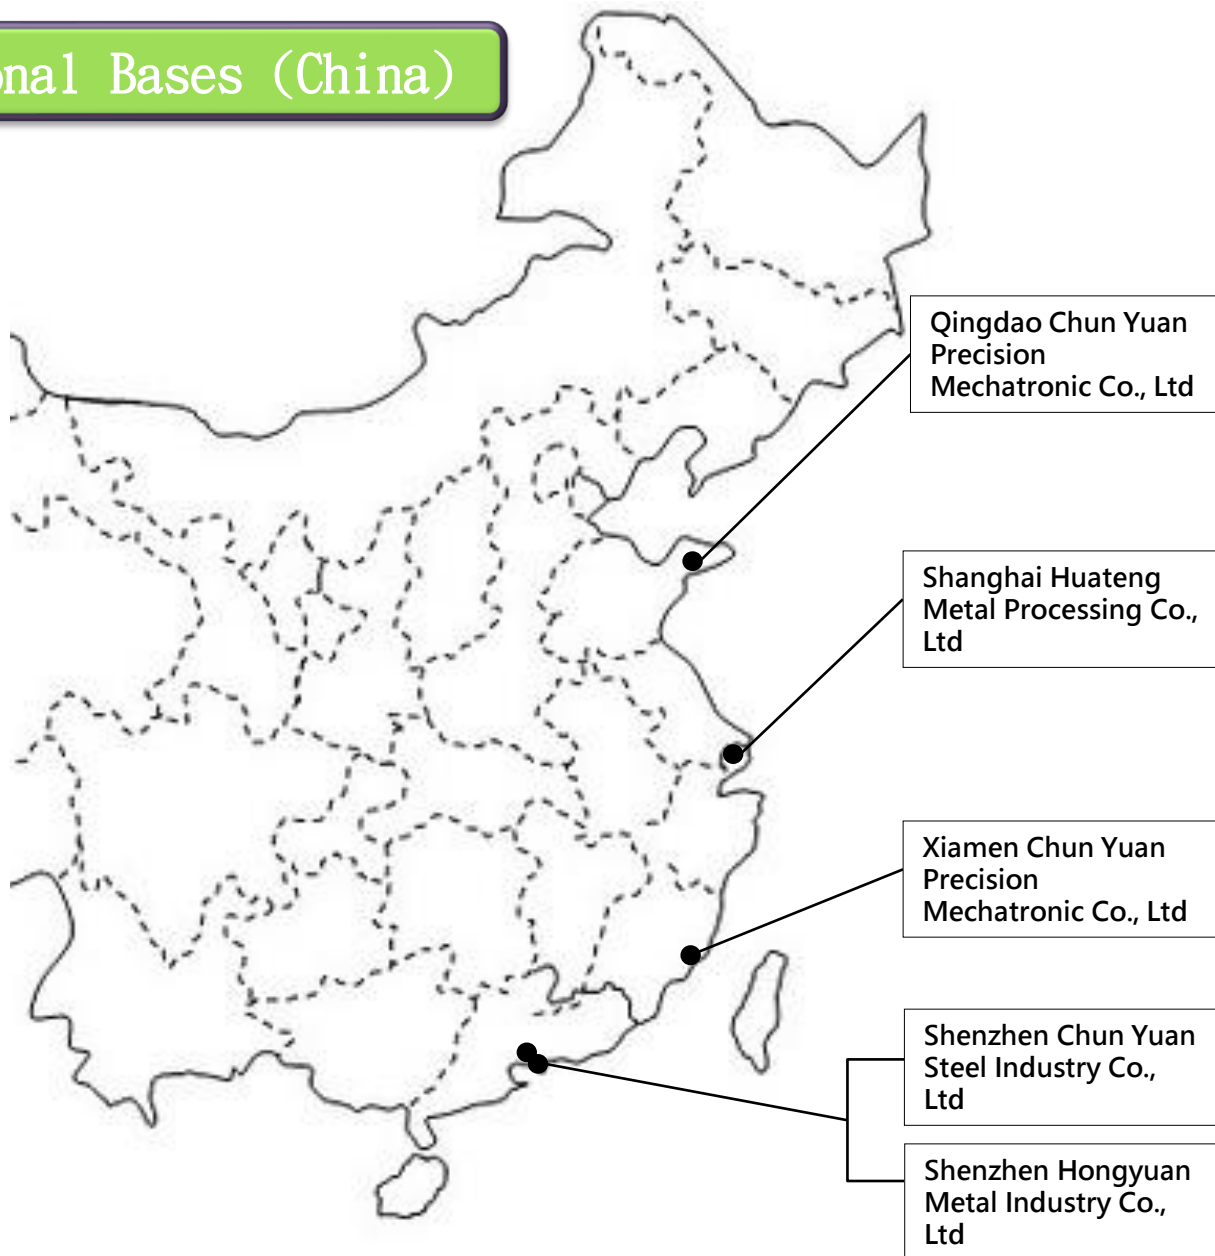 onal Bases (China)
Qingdao Chun Yuan
Precision
Mechatronic Co., Ltd
Shanghai Huateng
Metal Processing Co.,
Ltd
Xiamen Chun Yuan
Precision
Mechatronic Co., Ltd
Shenzhen Chun Yuan
Steel Industry Co.,
Ltd
Shenzhen Hongyuan
Metal Industry Co.,
Ltd